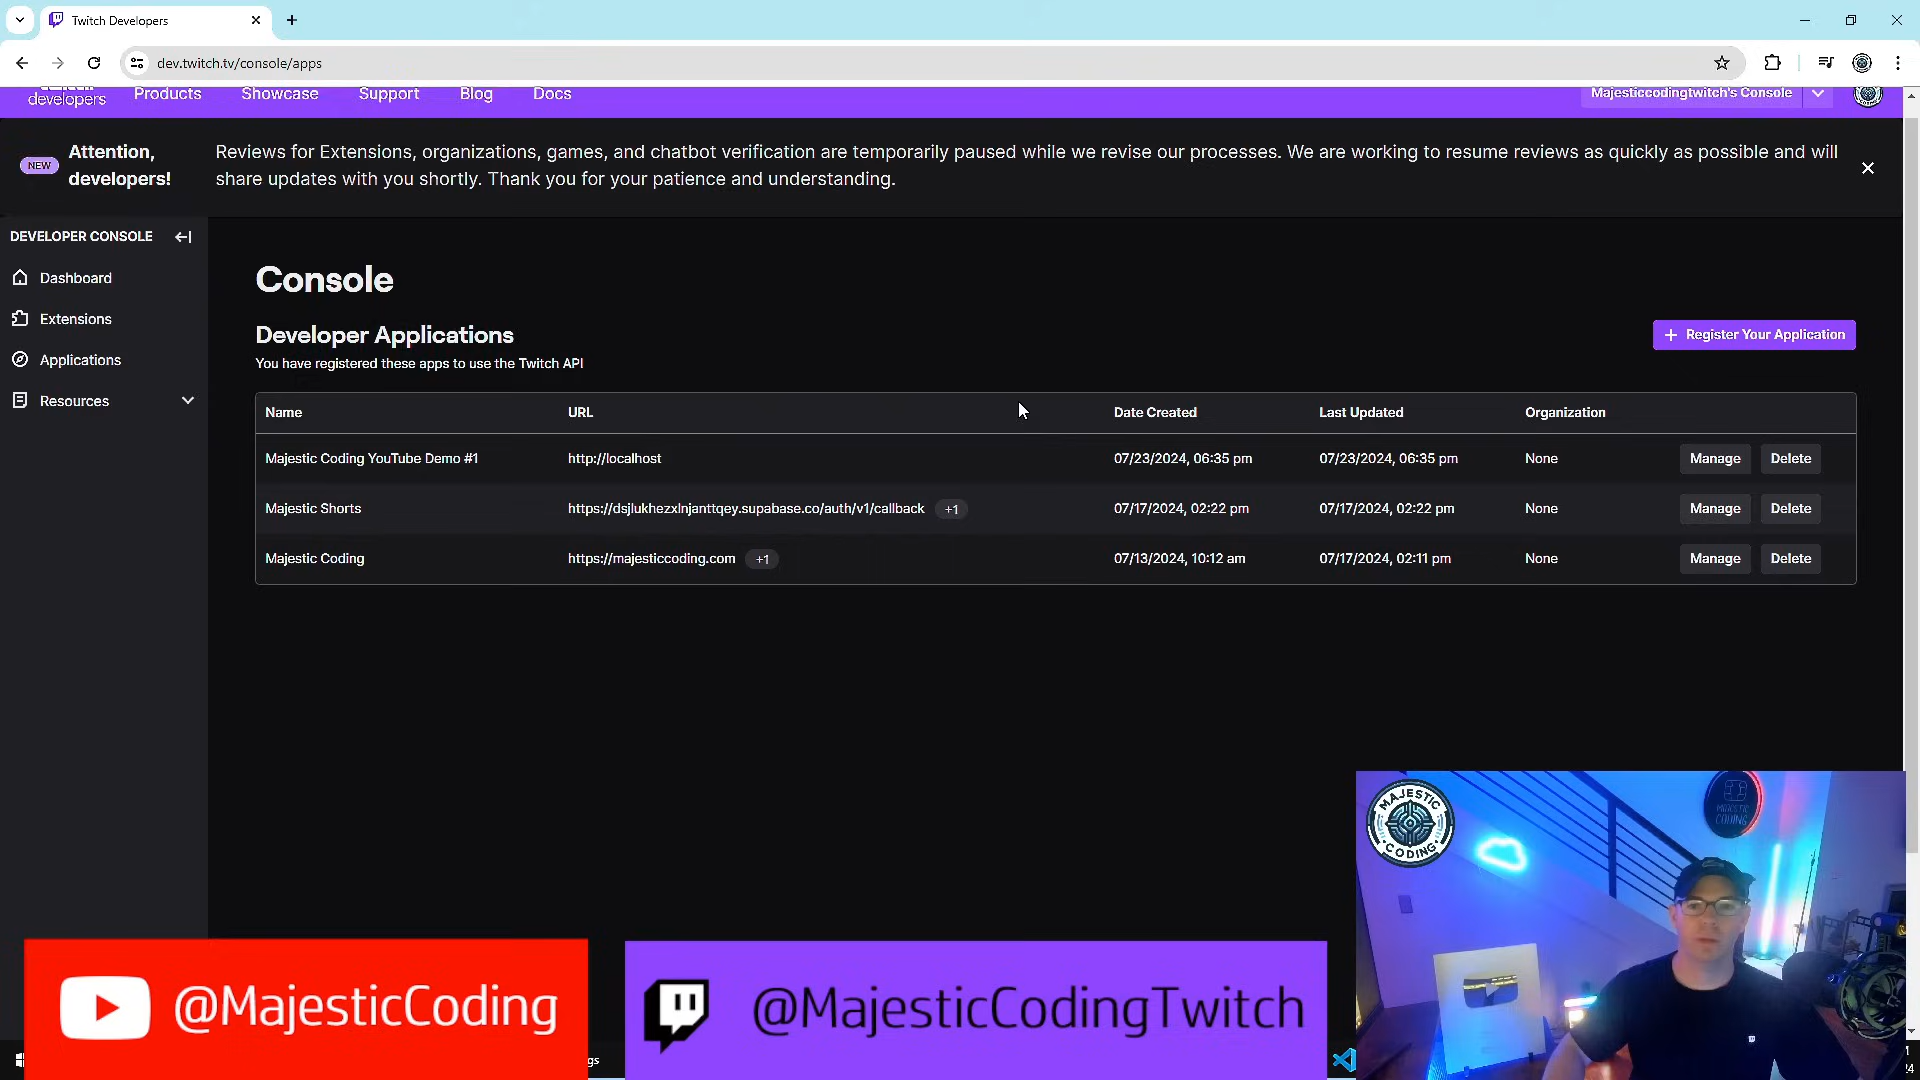 Twitch Developers
dev.twitch.tv/console/apps
developers
Products
Showcase
Support
Blog
Docs
Majesticcodingtwitch's Console
NEW
Attention,
developers!
Reviews for Extensions, organizations, games, and chatbot verification are temporarily paused while we revise our processes. We are working to resume reviews as quickly as possible and will
share updates with you shortly. Thank you for your patience and understanding.
DEVELOPER CONSOLE
Dashboard
Extensions
Applications
Resources
Console
Developer Applications
You have registered these apps to use the Twitch API
+ Register Your Application
Name URL Date Created Last Updated Organization
Majestic Coding YouTube Demo #1 http://localhost 07/23/2024, 06:35 pm 07/23/2024, 06:35 pm None Manage Delete
Majestic Shorts https://dsjlukhezxlnjanttqey.supabase.co/auth/v1/callback +1 07/17/2024, 02:22 pm 07/17/2024, 02:22 pm None Manage Delete
Majestic Coding https://majesticcoding.com +1 07/13/2024, 10:12 am 07/17/2024, 02:11 pm None Manage Delete
MAJESTIC
CODING
MAJESTIC
CODING
@MajesticCoding
@MajesticCodingTwitch